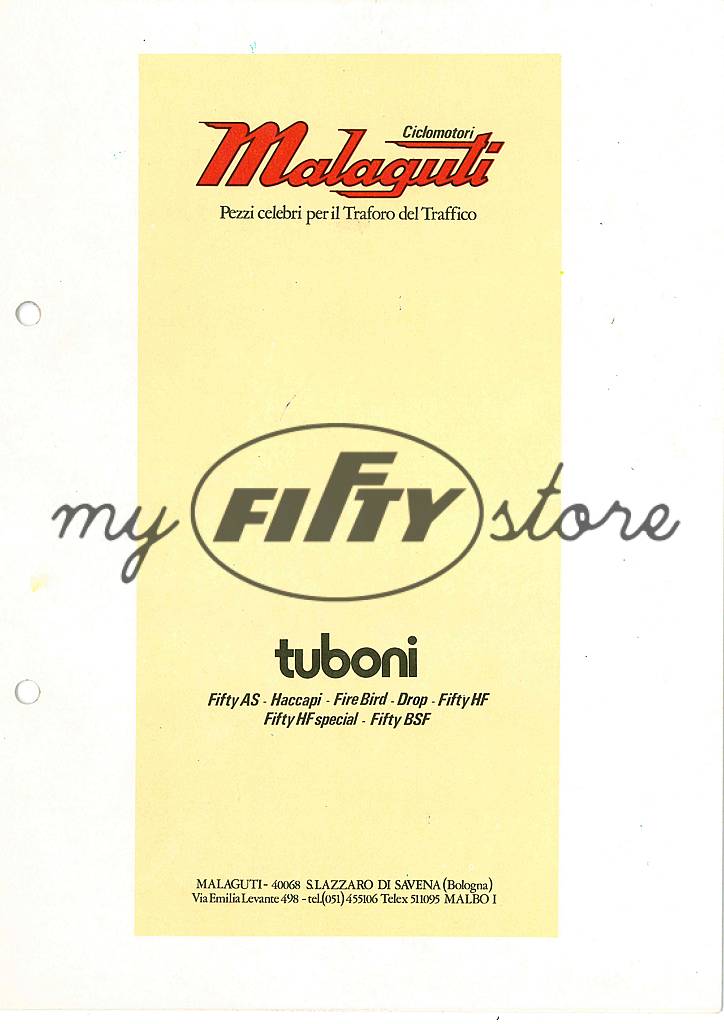 Ciclomotori
Malaguti
Pezzi celebri per il Traforo del Traffico
my FIFTY store
tuboni
Fifty AS - Haccapi - Fire Bird - Drop - Fifty HF
Fifty HF special - Fifty BSF
MALAGUTI - 40068 S.LAZZARO DI SAVENA (Bologna)
Via Emilia Levante 498 - tel.(051) 455106 Telex 511095 MALBO I